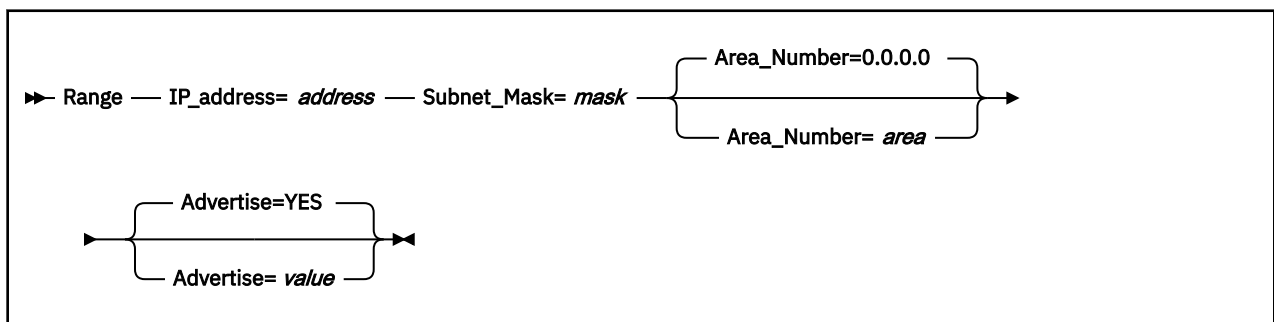 Area_Number=0.0.0.0
Range IP_address= address Subnet_Mask= mask
Area_Number= area
Advertise=YES
Advertise= value